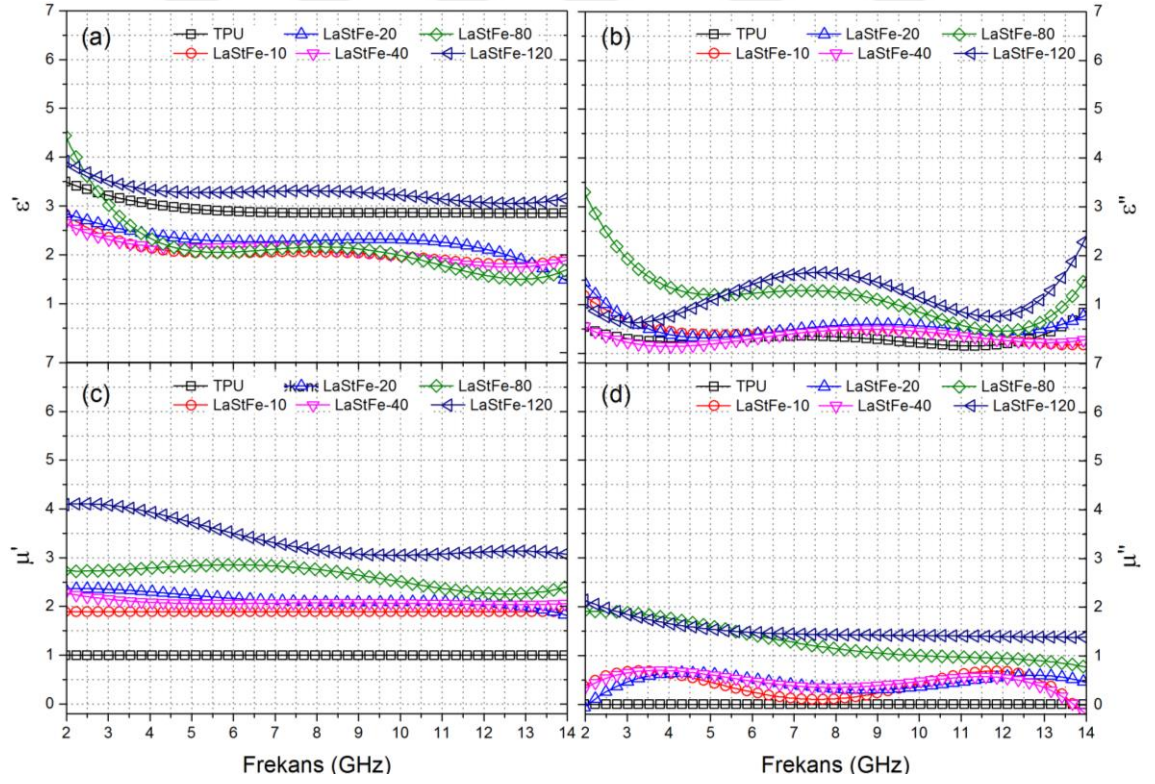 (a)
TPU LaStFe-20 LaStFe-80
LaStFe-10 LaStFe-40 LaStFe-120
7
6
5
4
3
2
1
ε'
(b)
TPU LaStFe-20 LaStFe-80
LaStFe-10 LaStFe-40 LaStFe-120
7
6
5
4
3
2
1
ε"
(c)
TPU LaStFe-20 LaStFe-80
LaStFe-10 LaStFe-40 LaStFe-120
7
6
5
4
3
2
1
0
μ'
2 3 4 5 6 7 8 9 10 11 12 13 14
Frekans (GHz)
(d)
TPU LaStFe-20 LaStFe-80
LaStFe-10 LaStFe-40 LaStFe-120
7
6
5
4
3
2
1
0
μ"
2 3 4 5 6 7 8 9 10 11 12 13 14
Frekans (GHz)